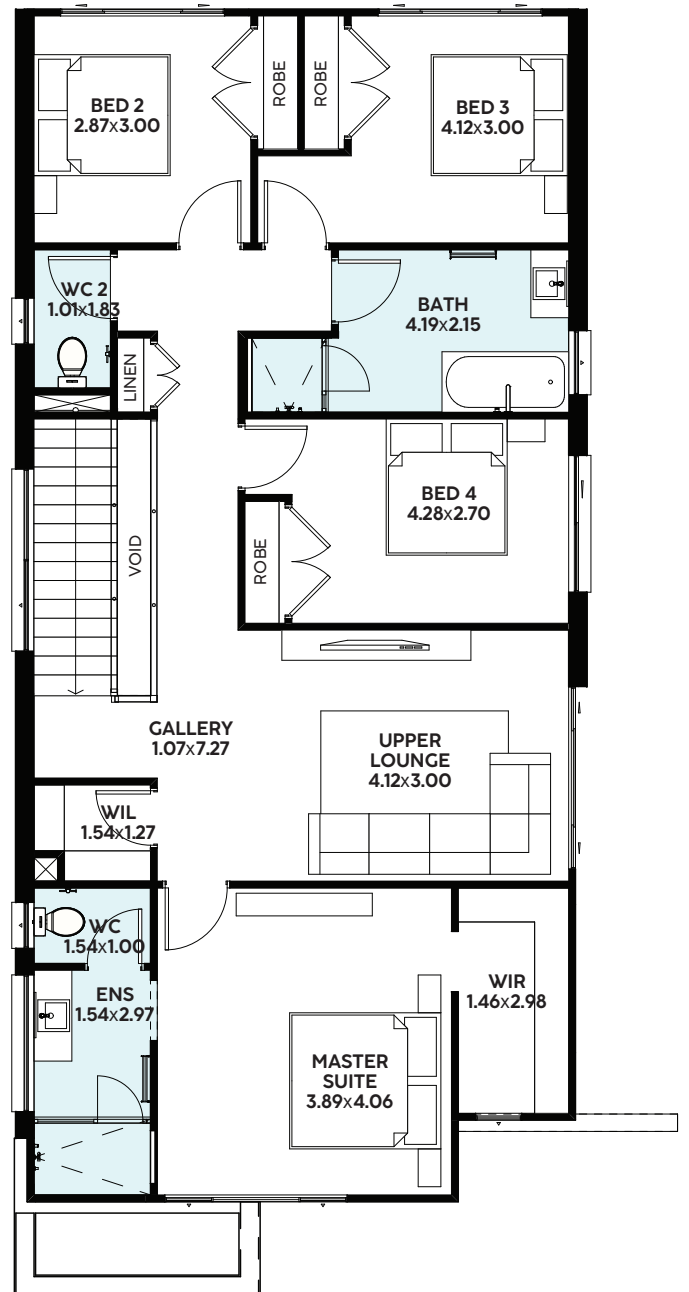 BED 2
2.87x3.00
ROBE
ROBE
BED 3
4.12x3.00
WC 2
1.01x1.83
BATH
4.19x2.15
LINEN
BED 4
4.28x2.70
VOID
ROBE
GALLERY
1.07x7.27
UPPER
LOUNGE
4.12x3.00
WIL
1.54x1.27
WC
1.54x1.00
WIR
1.46x2.98
ENS
1.54x2.97
MASTER
SUITE
3.89x4.06